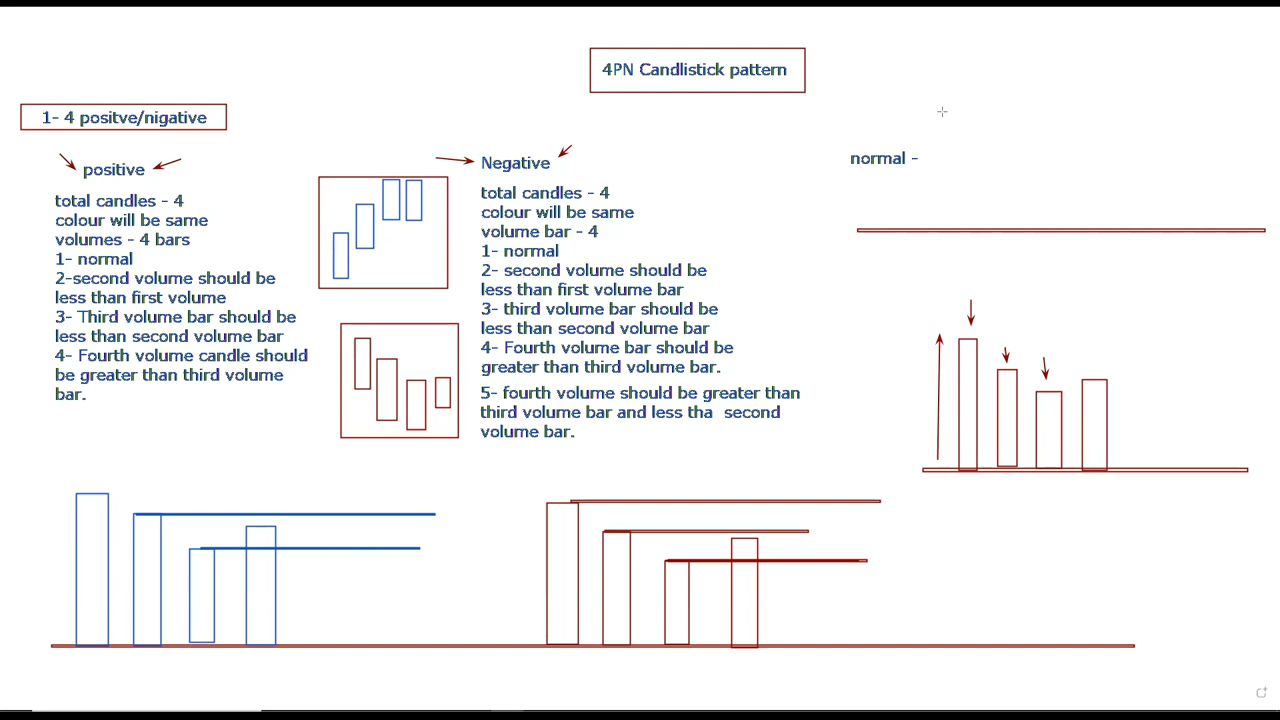 4PN Candlistick pattern
1- 4 positve/nigative
positive
total candles - 4
colour will be same
volumes - 4 bars
1- normal
2-second volume should be
less than first volume
3- Third volume bar should be
less than second volume bar
4- Fourth volume candle should
be greater than third volume
bar.
Negative
total candles - 4
colour will be same
volume bar - 4
1- normal
2- second volume should be
less than first volume bar
3- third volume bar should be
less than second volume bar
4- Fourth volume bar should be
greater than third volume bar.
5- fourth volume should be greater than
third volume bar and less tha second
volume bar.
normal -